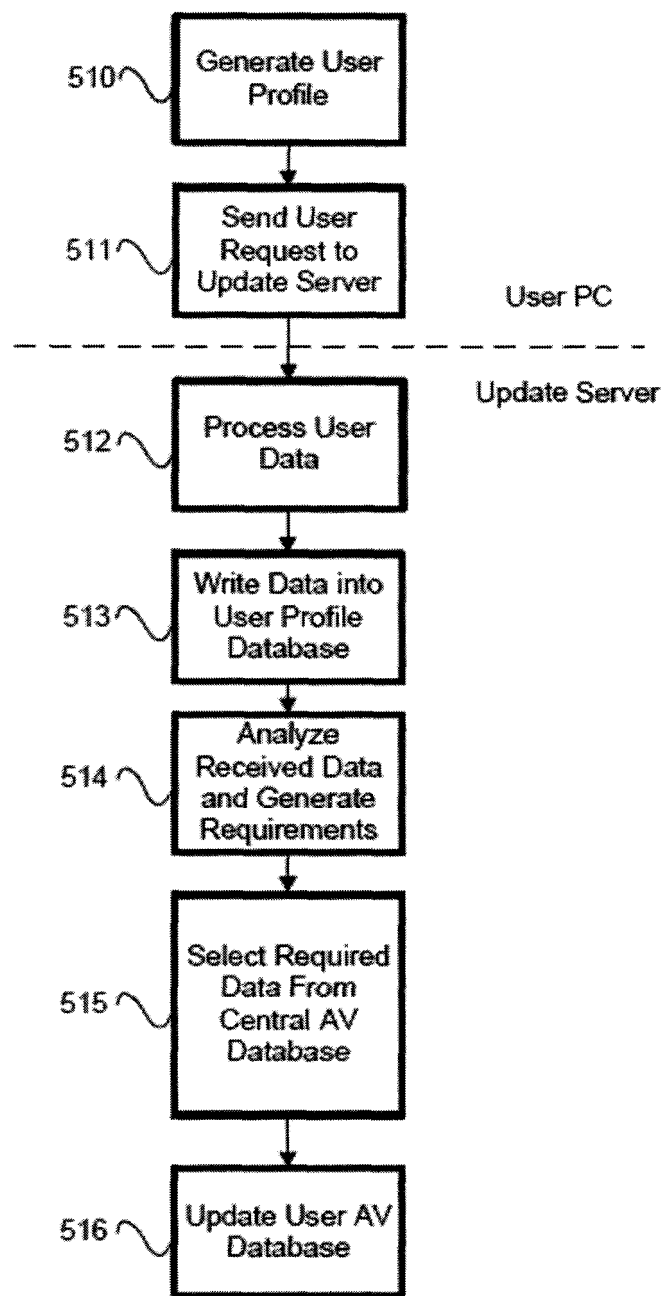 510
Generate User
Profile
511
Send User
Request to
Update Server
User PC
Update Server
512
Process User
Data
513
Write Data into
User Profile
Database
514
Analyze
Received Data
and Generate
Requirements
515
Select Required
Data From
Central AV
Database
516
Update User AV
Database